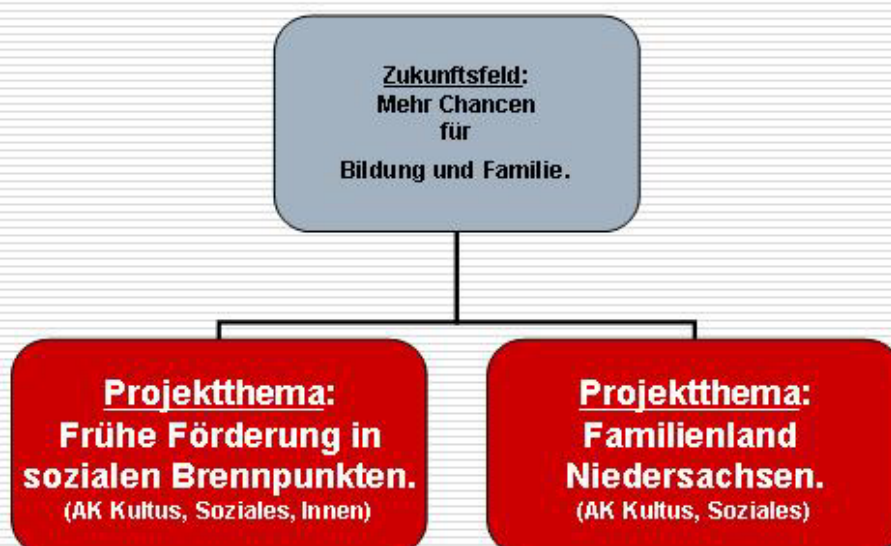 Zukunftsfeld:
Mehr Chancen
für
Bildung und Familie.
Projektthema:
Frühe Förderung in
sozialen Brennpunkten.
(AK Kultus, Soziales, Innen)
Projektthema:
Familienland
Niedersachsen.
(AK Kultus, Soziales)